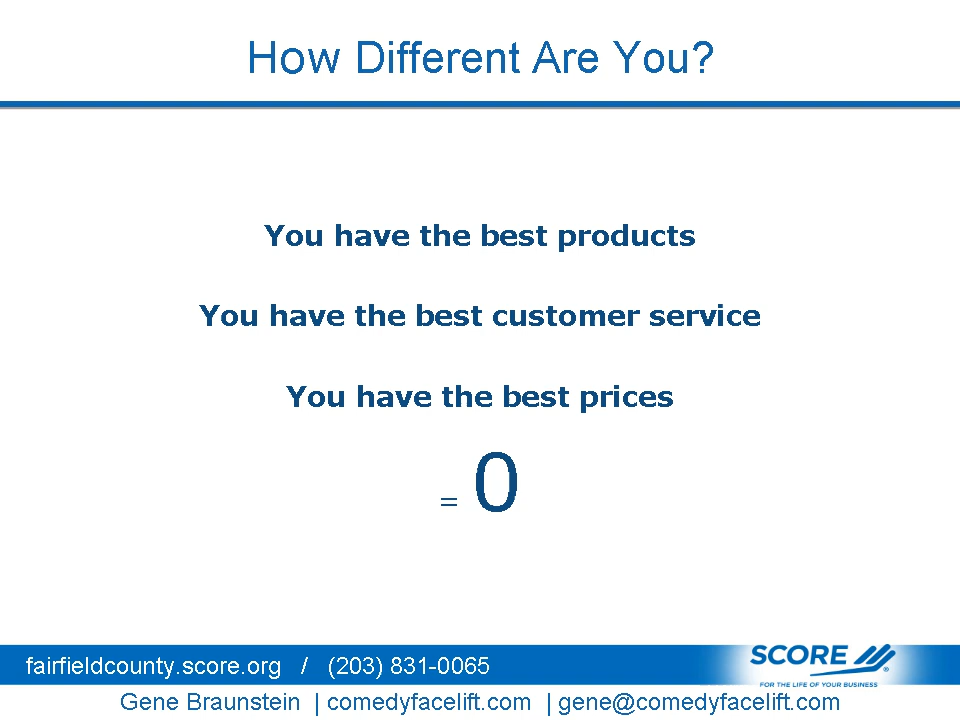 How Different Are You?
You have the best products
You have the best customer service
You have the best prices
= 0
fairfieldcounty.score.org / (203) 831-0065
SCORE
FOR THE LIFE OF YOUR BUSINESS
Gene Braunstein | comedyfacelift.com | gene@comedyfacelift.com